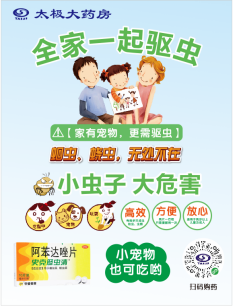 太极大药房
全家一起驱虫
【家有宠物，更需驱虫】
蛔虫，蛲虫，无处不在
小虫子 大危害
高效
方便
放心
阿苯达唑片
史克肠虫清
小宠物
也可吃哟
扫码购药